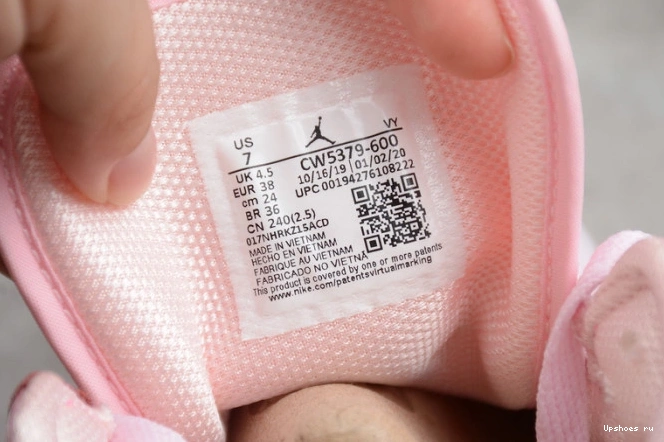 US VY
7 CW5379-600
UK 4.5 10/16/19 | 01/02/20
EUR 38 UPC 00194276108222
cm 24
BR 36
CN 240(2.5)
017NHRKZ15ACD
MADE IN VIETNAM
HECHO EN VIETNAM
FABRIQUE AU VIETNAM
FABRICADO NO VIETNA
This product is covered by one or more patents
www.nike.com/patentsvirtualmarking
Upshoes ru